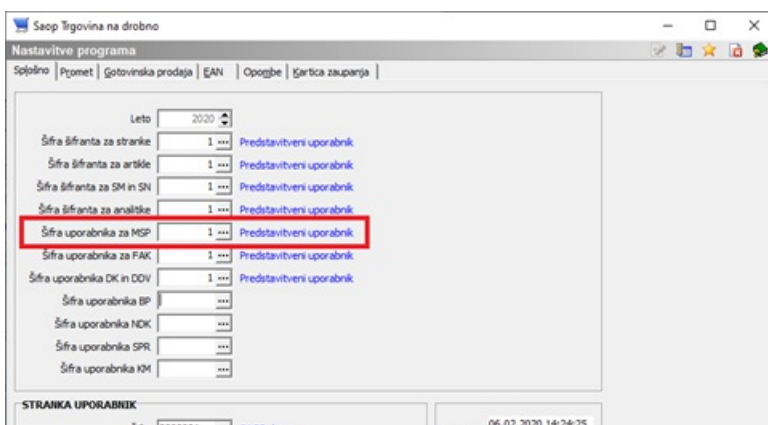 Saop Trgovina na drobno
Nastavitve programa
Splošno Promet Gotovinska prodaja EAN Opombe Kartica zaupanja
Leto 2020
Šifra šifranta za stranke 1 ... Predstavitveni uporabnik
Šifra šifranta za artikle 1 ... Predstavitveni uporabnik
Šifra šifranta za SM in SN 1 ... Predstavitveni uporabnik
Šifra šifranta za analitike 1 ... Predstavitveni uporabnik
Šifra uporabnika za MSP 1 ... Predstavitveni uporabnik
Šifra uporabnika za FAK 1 ... Predstavitveni uporabnik
Šifra uporabnika DK in DDV 1 ... Predstavitveni uporabnik
Šifra uporabnika BP ...
Šifra uporabnika NDK ...
Šifra uporabnika SPR ...
Šifra uporabnika KM ...
STRANKA UPORABNIK
06.02.2020 14:24:25